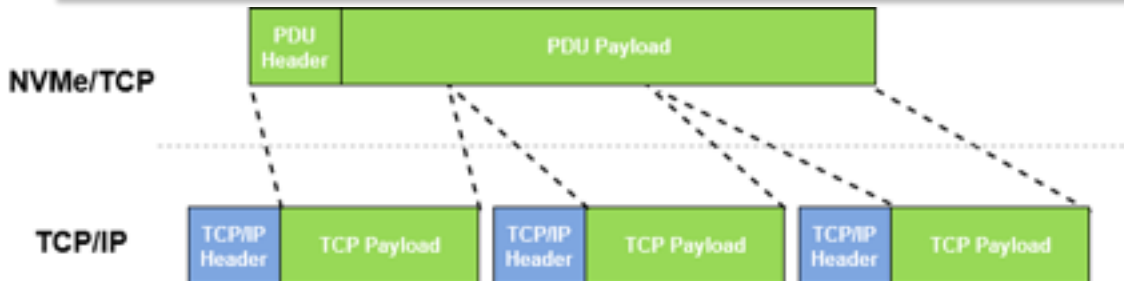 NVMe/TCP
PDU
Header
PDU Payload
TCP/IP
TCP/IP
Header
TCP Payload
TCP/IP
Header
TCP Payload
TCP/IP
Header
TCP Payload